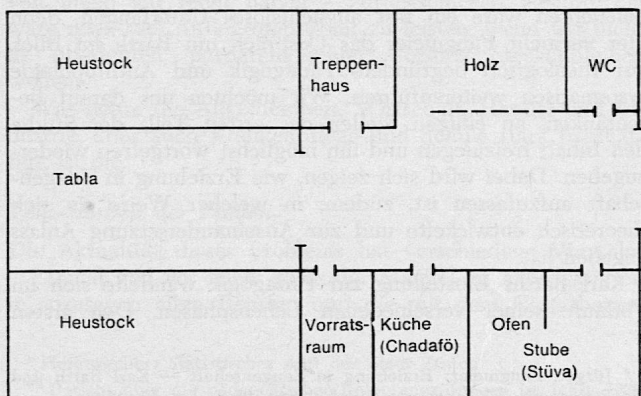 Heustock
Treppen-
haus
Holz
WC
Tabla
Heustock
Vorrats-
raum
Küche
(Chadafö)
Ofen
Stube
(Stüva)